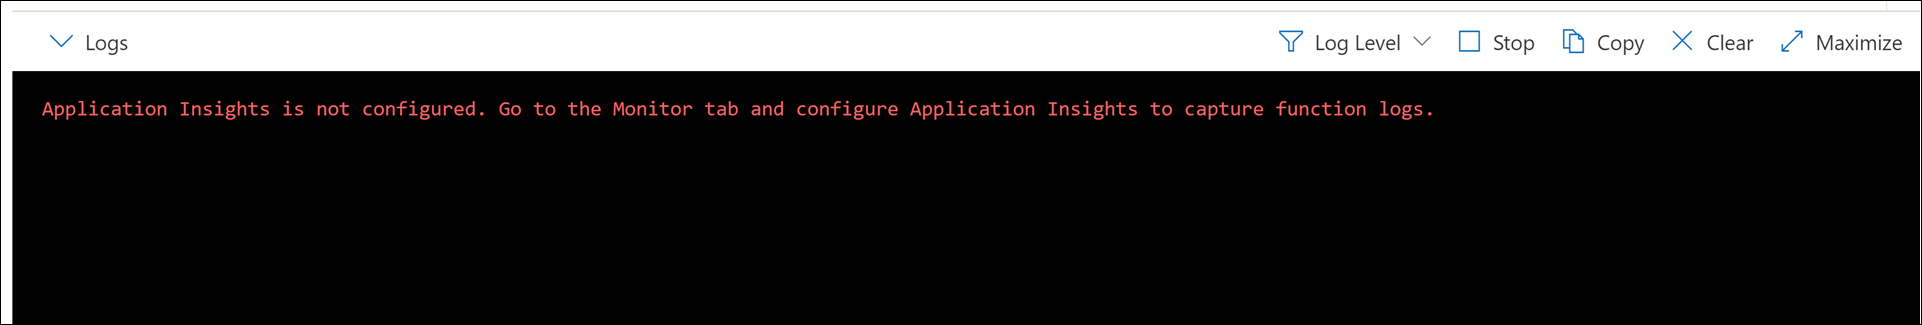 Logs Log Level Stop Copy Clear Maximize
Application Insights is not configured. Go to the Monitor tab and configure Application Insights to capture function logs.